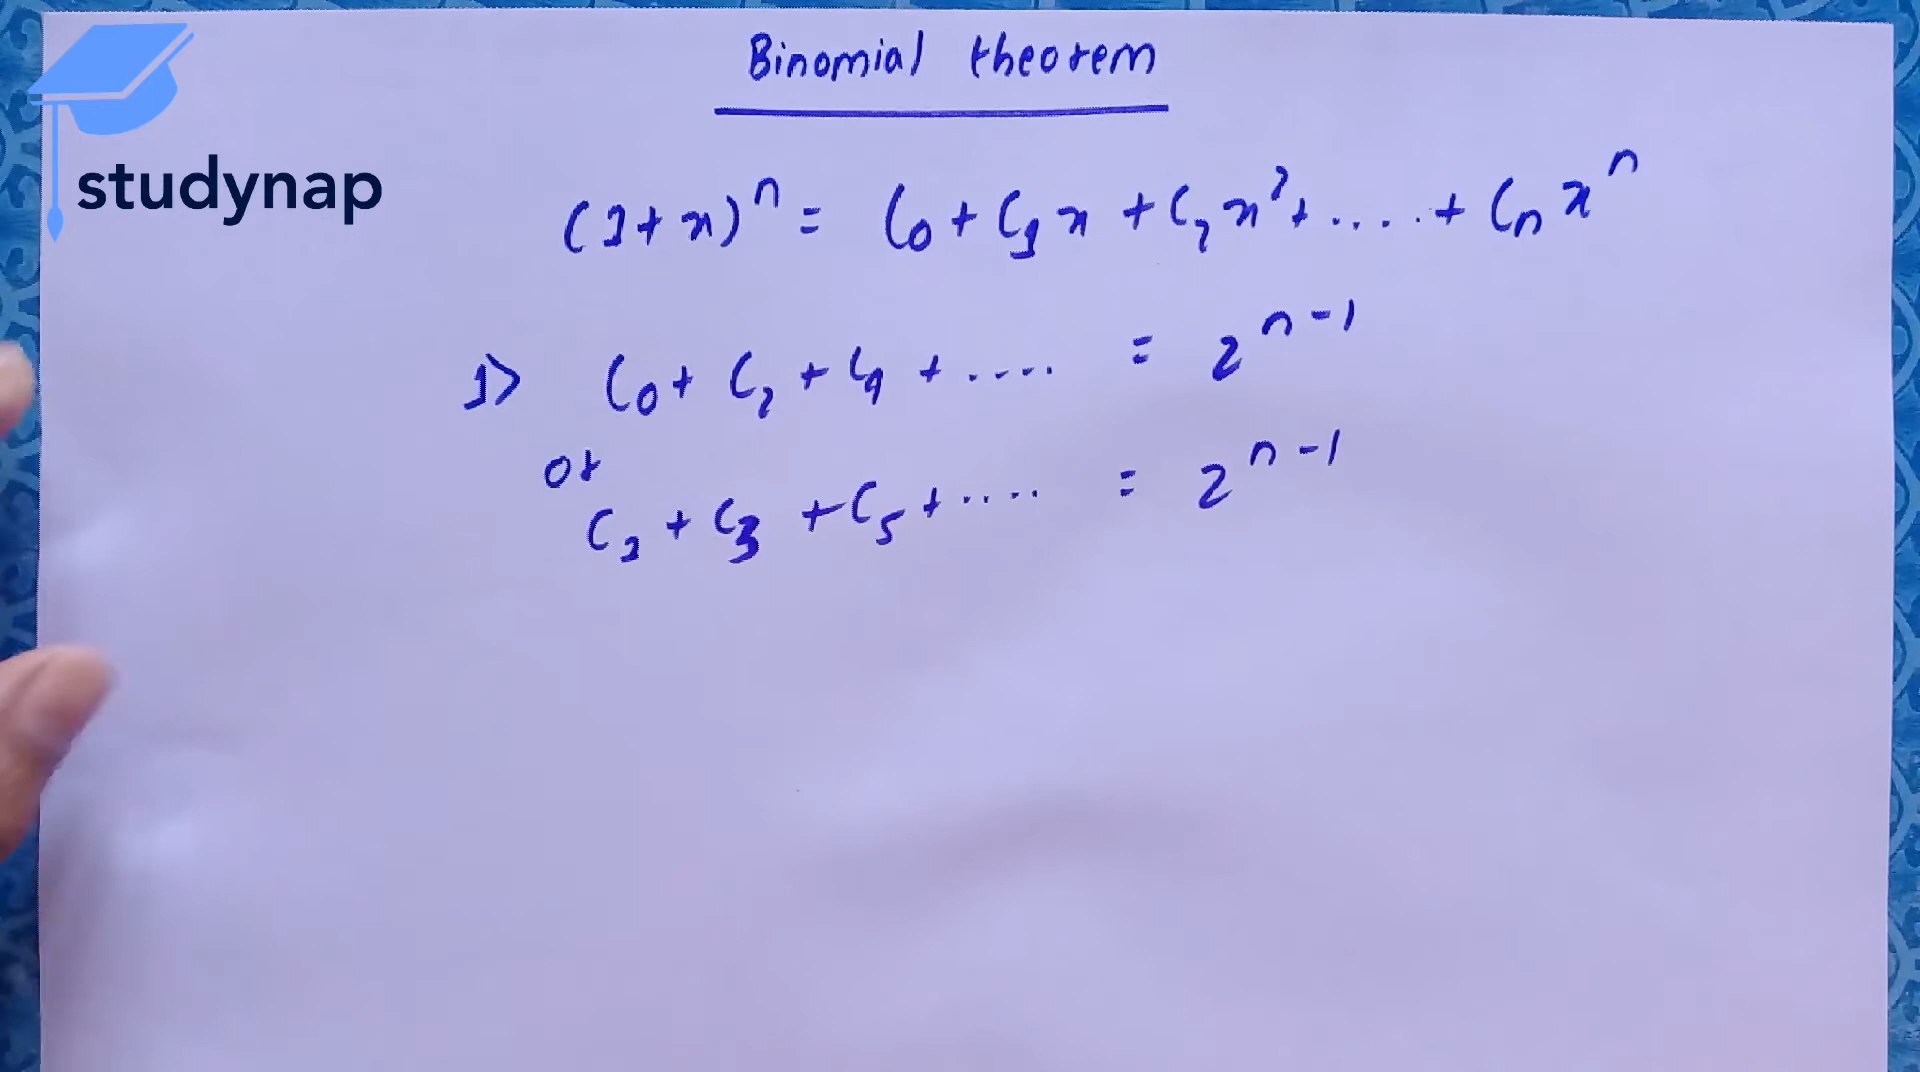 Binomial theorem
studynap
(1+x)ⁿ = C₀ + C₁x + C₂x² + .... + Cₙxⁿ
1> C₀ + C₂ + C₄ + .... = 2ⁿ⁻¹
or
C₁ + C₃ + C₅ + .... = 2ⁿ⁻¹